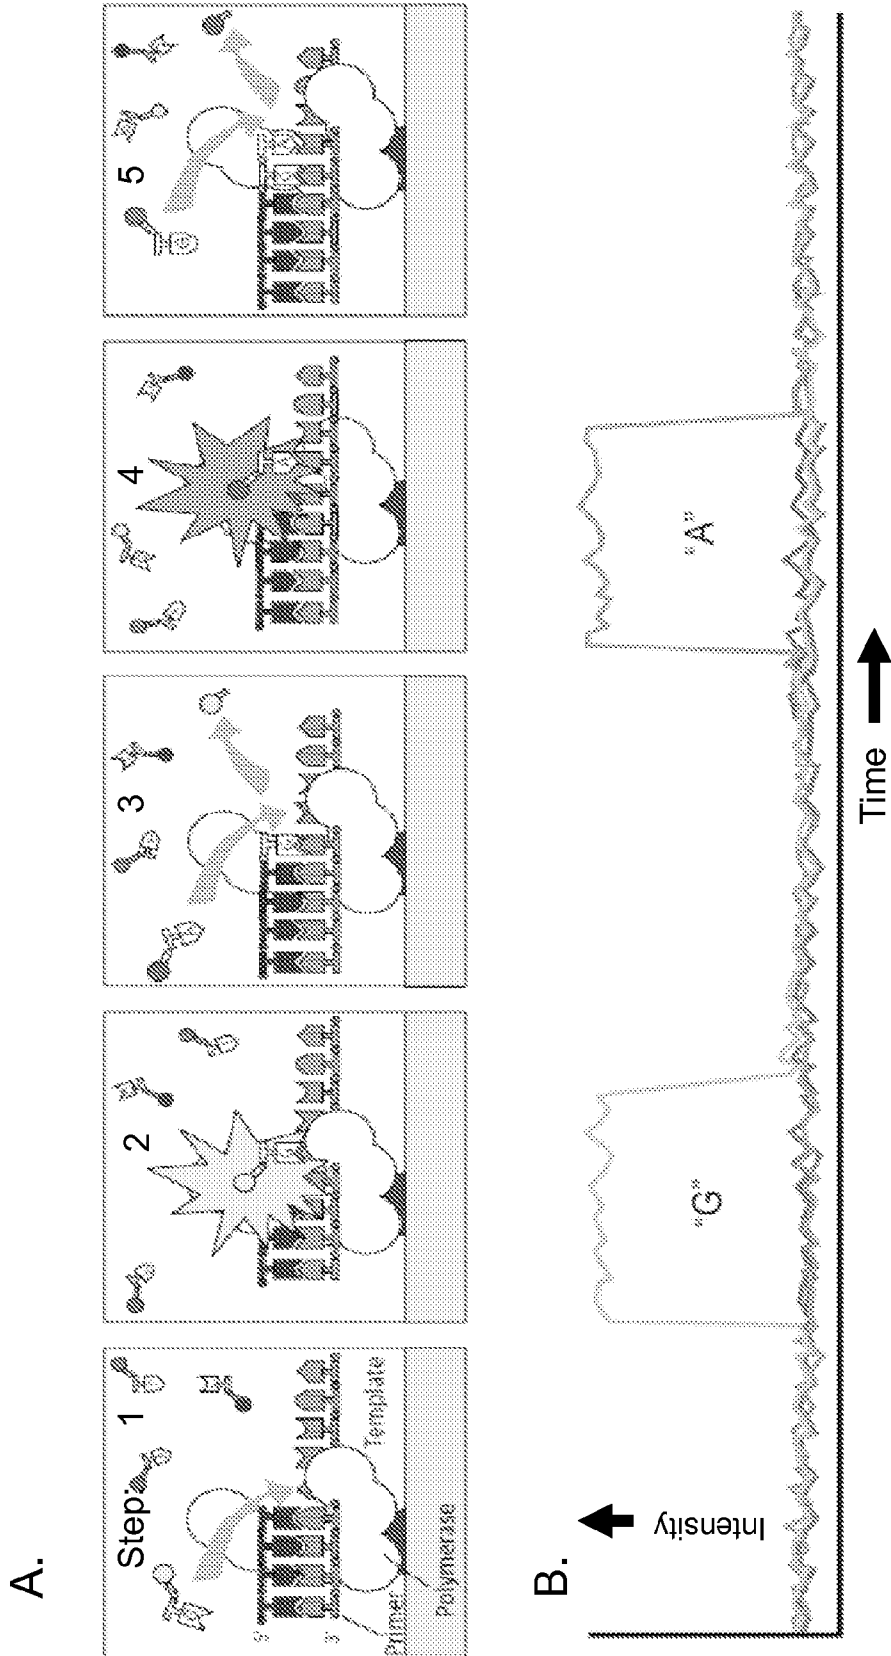 A.
Step: 1
2
3
4
5
5'
3'
Primer
Polymerase
Template
B.
Intensity
"G"
"A"
Time